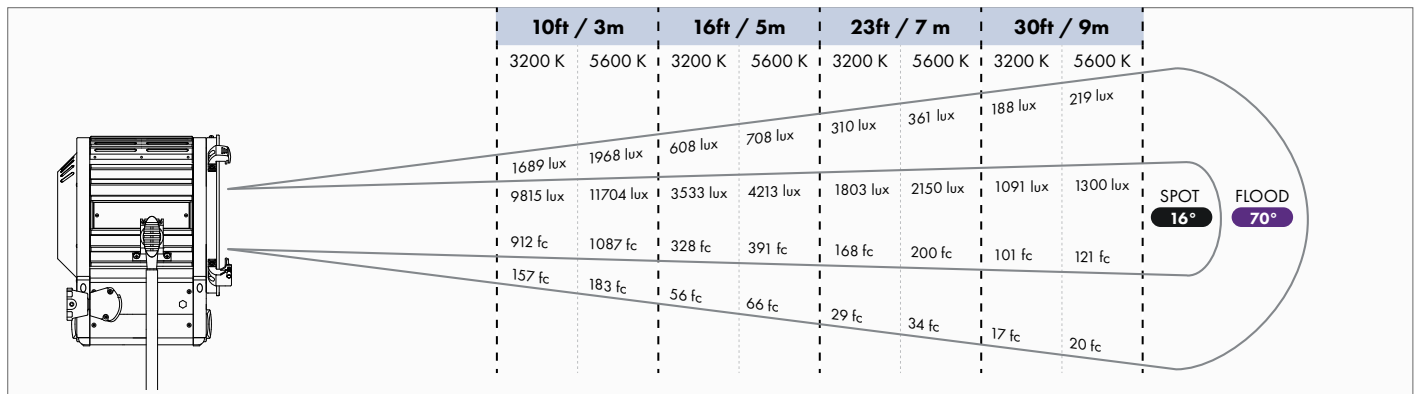 10ft / 3m 16ft / 5m 23ft / 7 m 30ft / 9m
3200 K 5600 K 3200 K 5600 K 3200 K 5600 K 3200 K 5600 K
1689 lux 1968 lux 608 lux 708 lux 310 lux 361 lux 188 lux 219 lux
9815 lux 11704 lux 3533 lux 4213 lux 1803 lux 2150 lux 1091 lux 1300 lux
SPOT FLOOD
16° 70°
912 fc 1087 fc 328 fc 391 fc 168 fc 200 fc 101 fc 121 fc
157 fc 183 fc 56 fc 66 fc 29 fc 34 fc 17 fc 20 fc